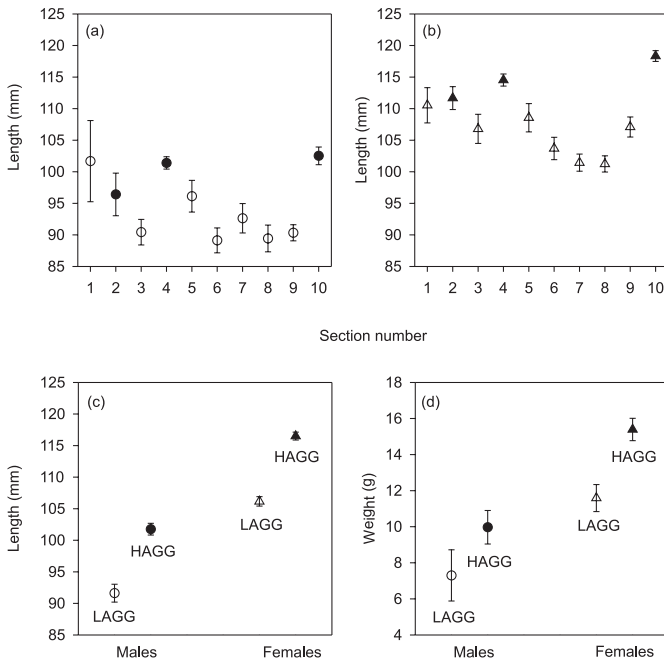 (a)
Length (mm)
125
120
115
110
105
100
95
90
85
1 2 3 4 5 6 7 8 9 10
(b)
Length (mm)
125
120
115
110
105
100
95
90
85
1 2 3 4 5 6 7 8 9 10
Section number
(c)
Length (mm)
125
120
115
110
105
100
95
90
85
HAGG
LAGG
HAGG
LAGG
Males Females
(d)
Weight (g)
18
16
14
12
10
8
6
4
HAGG
LAGG
HAGG
LAGG
Males Females